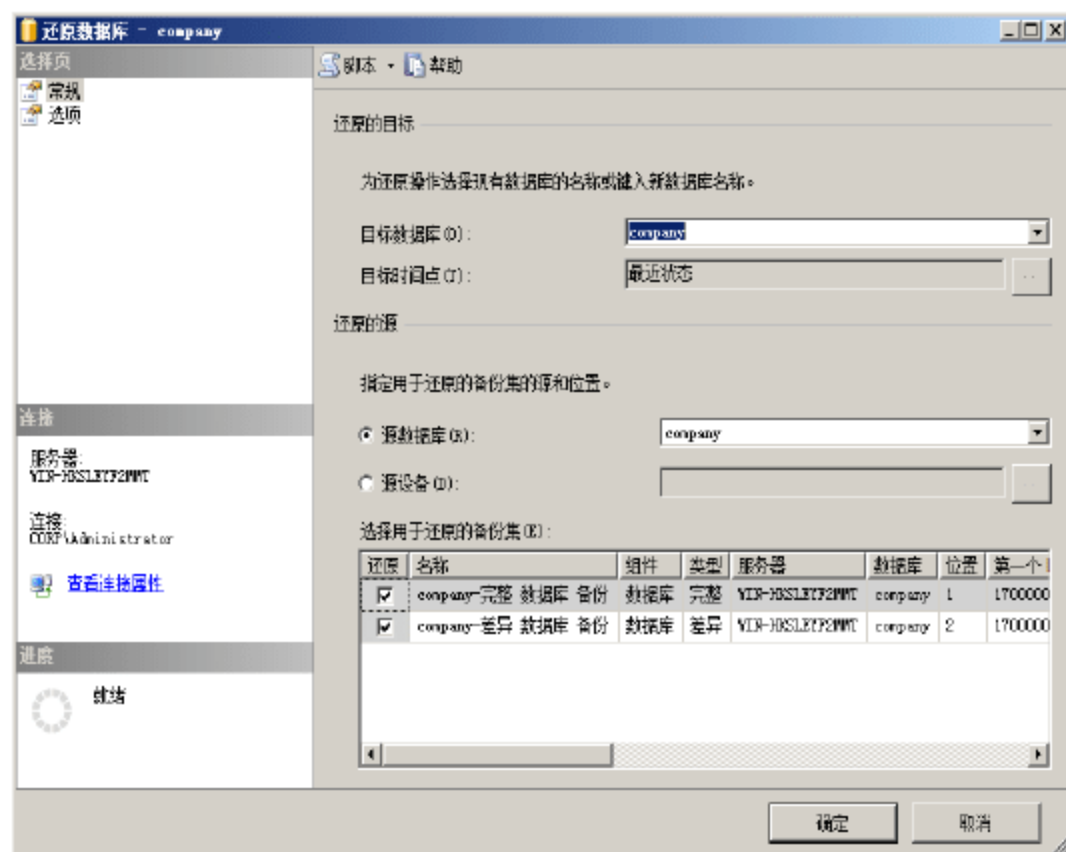 还原数据库 - company
选择页
常规
选项
脚本 帮助
还原的目标
为还原操作选择现有数据库的名称或键入新数据库名称。
目标数据库(O): company
目标时间点(T): 最近状态
还原的源
指定用于还原的备份集的源和位置。
源数据库(R): company
源设备(D):
选择用于还原的备份集(E):
还原 名称 组件 类型 服务器 数据库 位置 第一个
company-完整 数据库 备份 数据库 完整 company 1 1700000
company-差异 数据库 备份 数据库 差异 company 2 1700000
连接
服务器:
连接:
CORP\Administrator
查看连接属性
进度
就绪
确定 取消